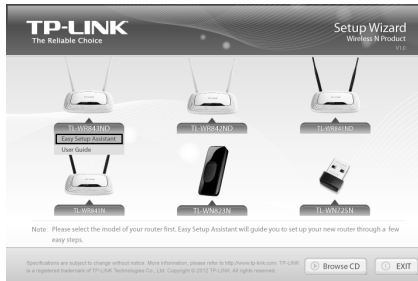 TP-LINK
The Reliable Choice
Setup Wizard
Wireless N Product
V1.0
TL-WR843ND
TL-WR842ND
TL-WR841ND
Easy Setup Assistant
User Guide
TL-WR841N
TL-WN823N
TL-WN725N
Note: Please select the model of your router first. Easy Setup Assistant will guide you to set up your new router through a few
easy steps.
Specifications are subject to change without notice. More information, please refer to http://www.tp-link.com TP-LINK
is a registered trademark of TP-LINK Technologies Co., Ltd. Copyright © 2012 TP-LINK. All rights reserved.
Browse CD
EXIT